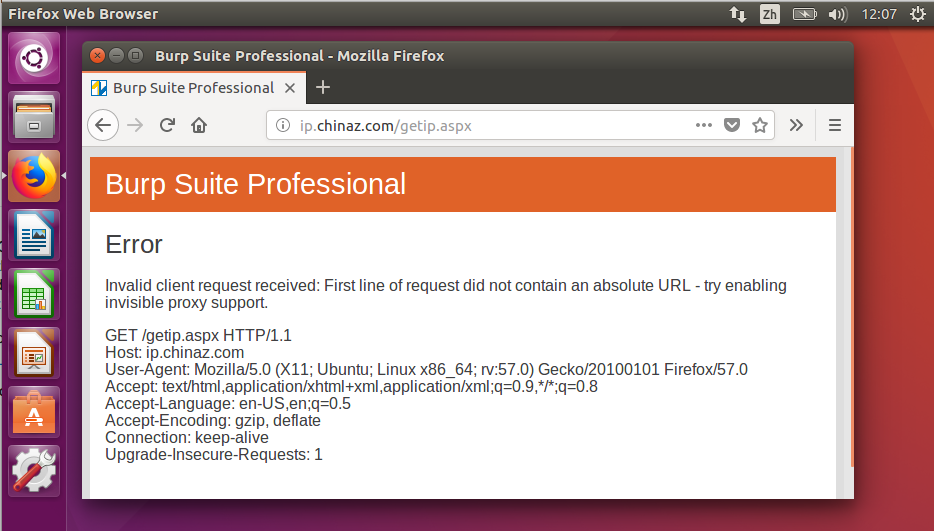 Firefox Web Browser
Zh
12:07
Burp Suite Professional - Mozilla Firefox
Burp Suite Professional
ip.chinaz.com/getip.aspx
Burp Suite Professional
Error
Invalid client request received: First line of request did not contain an absolute URL - try enabling
invisible proxy support.
GET /getip.aspx HTTP/1.1
Host: ip.chinaz.com
User-Agent: Mozilla/5.0 (X11; Ubuntu; Linux x86_64; rv:57.0) Gecko/20100101 Firefox/57.0
Accept: text/html,application/xhtml+xml,application/xml;q=0.9,*/*;q=0.8
Accept-Language: en-US,en;q=0.5
Accept-Encoding: gzip, deflate
Connection: keep-alive
Upgrade-Insecure-Requests: 1